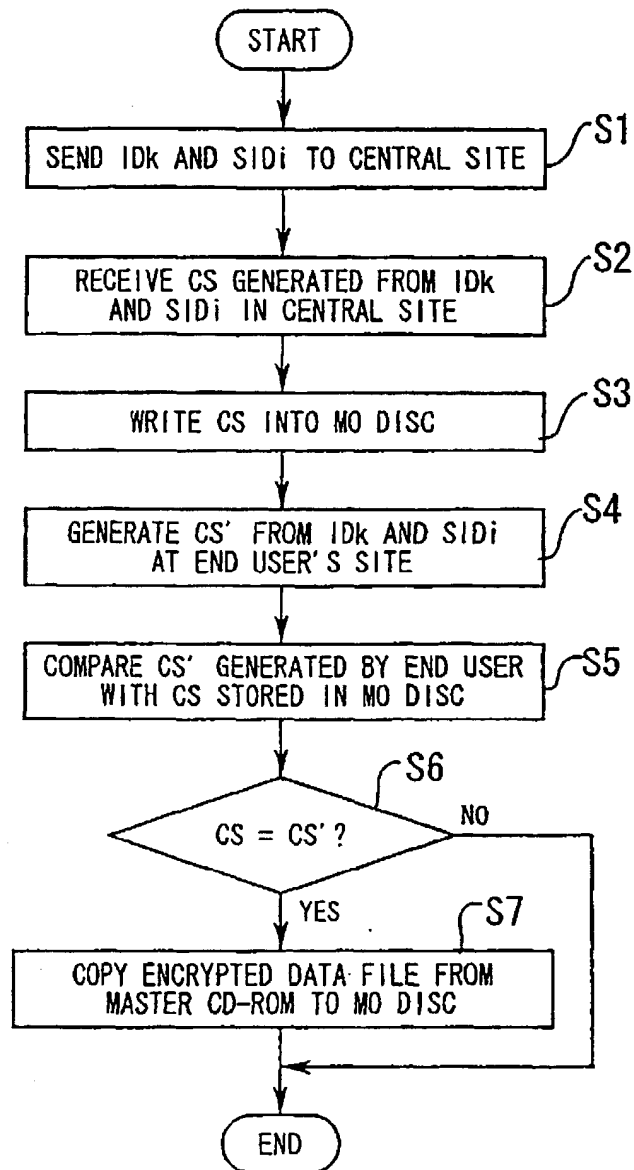 START
S1
SEND IDk AND SIDi TO CENTRAL SITE
S2
RECEIVE CS GENERATED FROM IDk
AND SIDi IN CENTRAL SITE
S3
WRITE CS INTO MO DISC
S4
GENERATE CS' FROM IDk AND SIDi
AT END USER'S SITE
S5
COMPARE CS' GENERATED BY END USER
WITH CS STORED IN MO DISC
S6
CS = CS'?
NO
YES
S7
COPY ENCRYPTED DATA FILE FROM
MASTER CD-ROM TO MO DISC
END